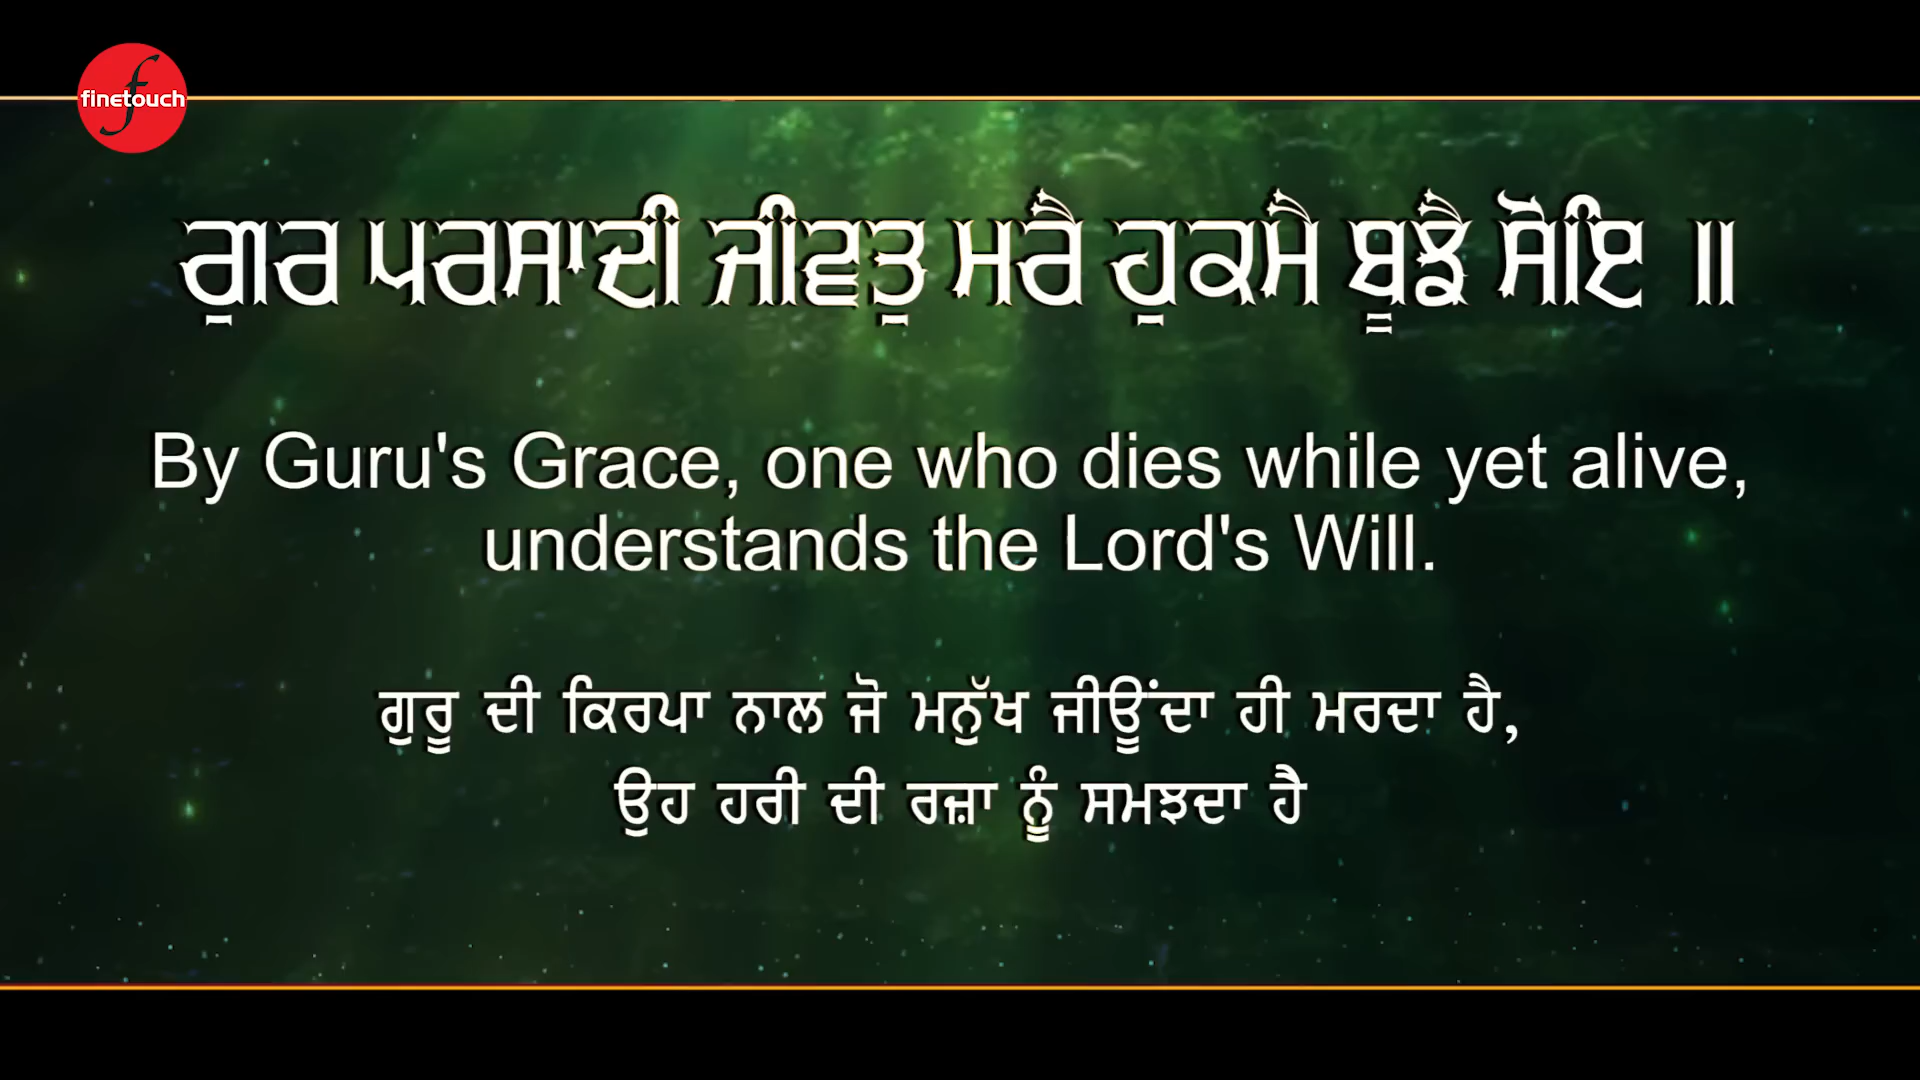 finetouch
ਗੁਰ ਪਰਸਾਦੀ ਜੀਵਤੁ ਮਰੈ ਹੁਕਮੈ ਬੂਝੈ ਸੋਇ ॥
By Guru's Grace, one who dies while yet alive,
understands the Lord's Will.
ਗੁਰੂ ਦੀ ਕਿਰਪਾ ਨਾਲ ਜੋ ਮਨੁੱਖ ਜੀਊਂਦਾ ਹੀ ਮਰਦਾ ਹੈ,
ਉਹ ਹਰੀ ਦੀ ਰਜ਼ਾ ਨੂੰ ਸਮਝਦਾ ਹੈ